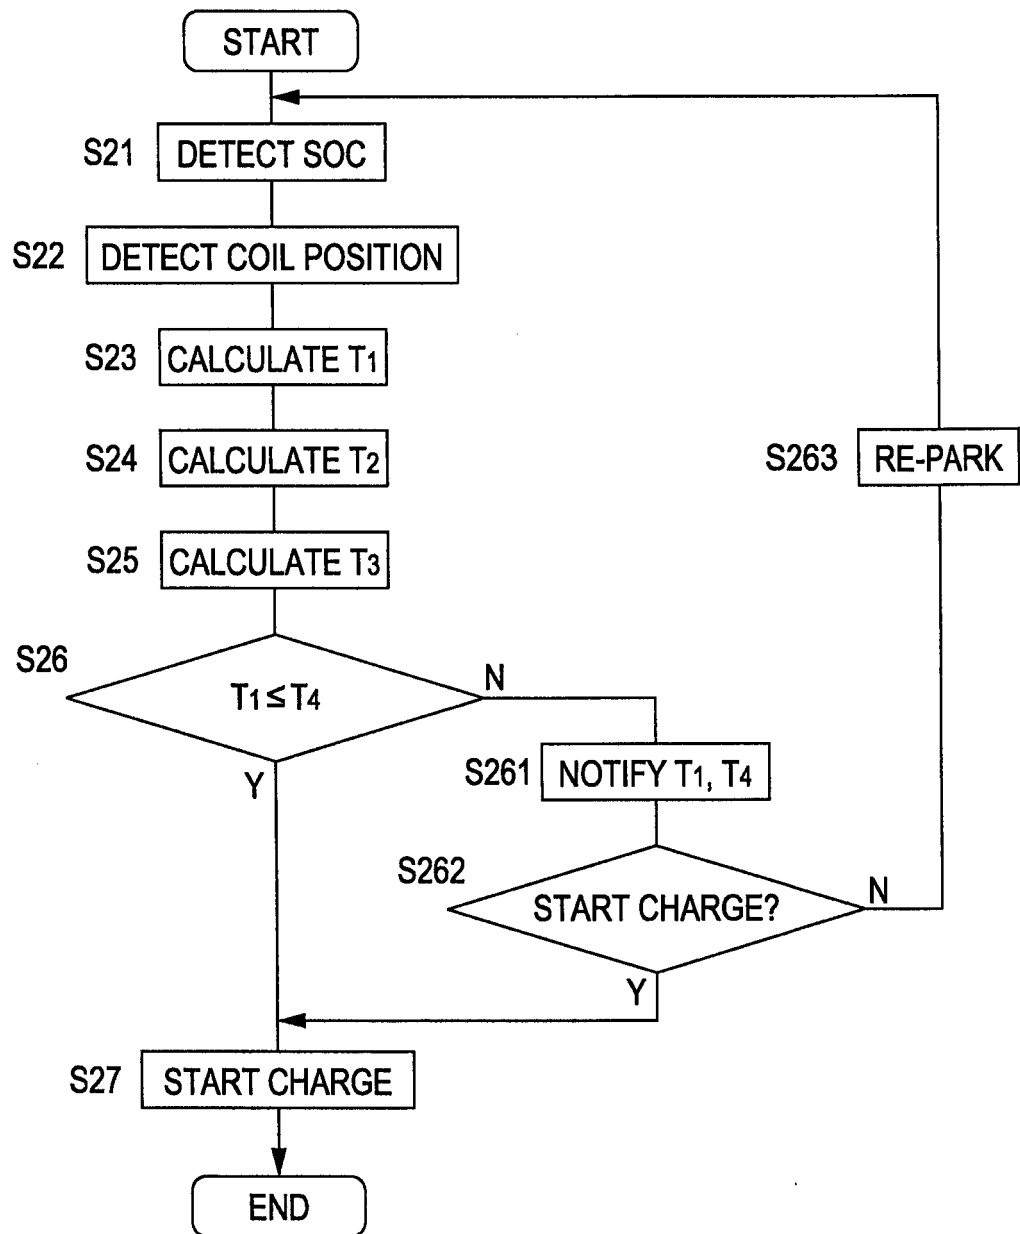 START
S21 DETECT SOC
S22 DETECT COIL POSITION
S23 CALCULATE T1
S24 CALCULATE T2
S263 RE-PARK
S25 CALCULATE T3
S26
T1≤T4
N
Y
S261 NOTIFY T1, T4
S262
START CHARGE?
N
Y
S27 START CHARGE
END